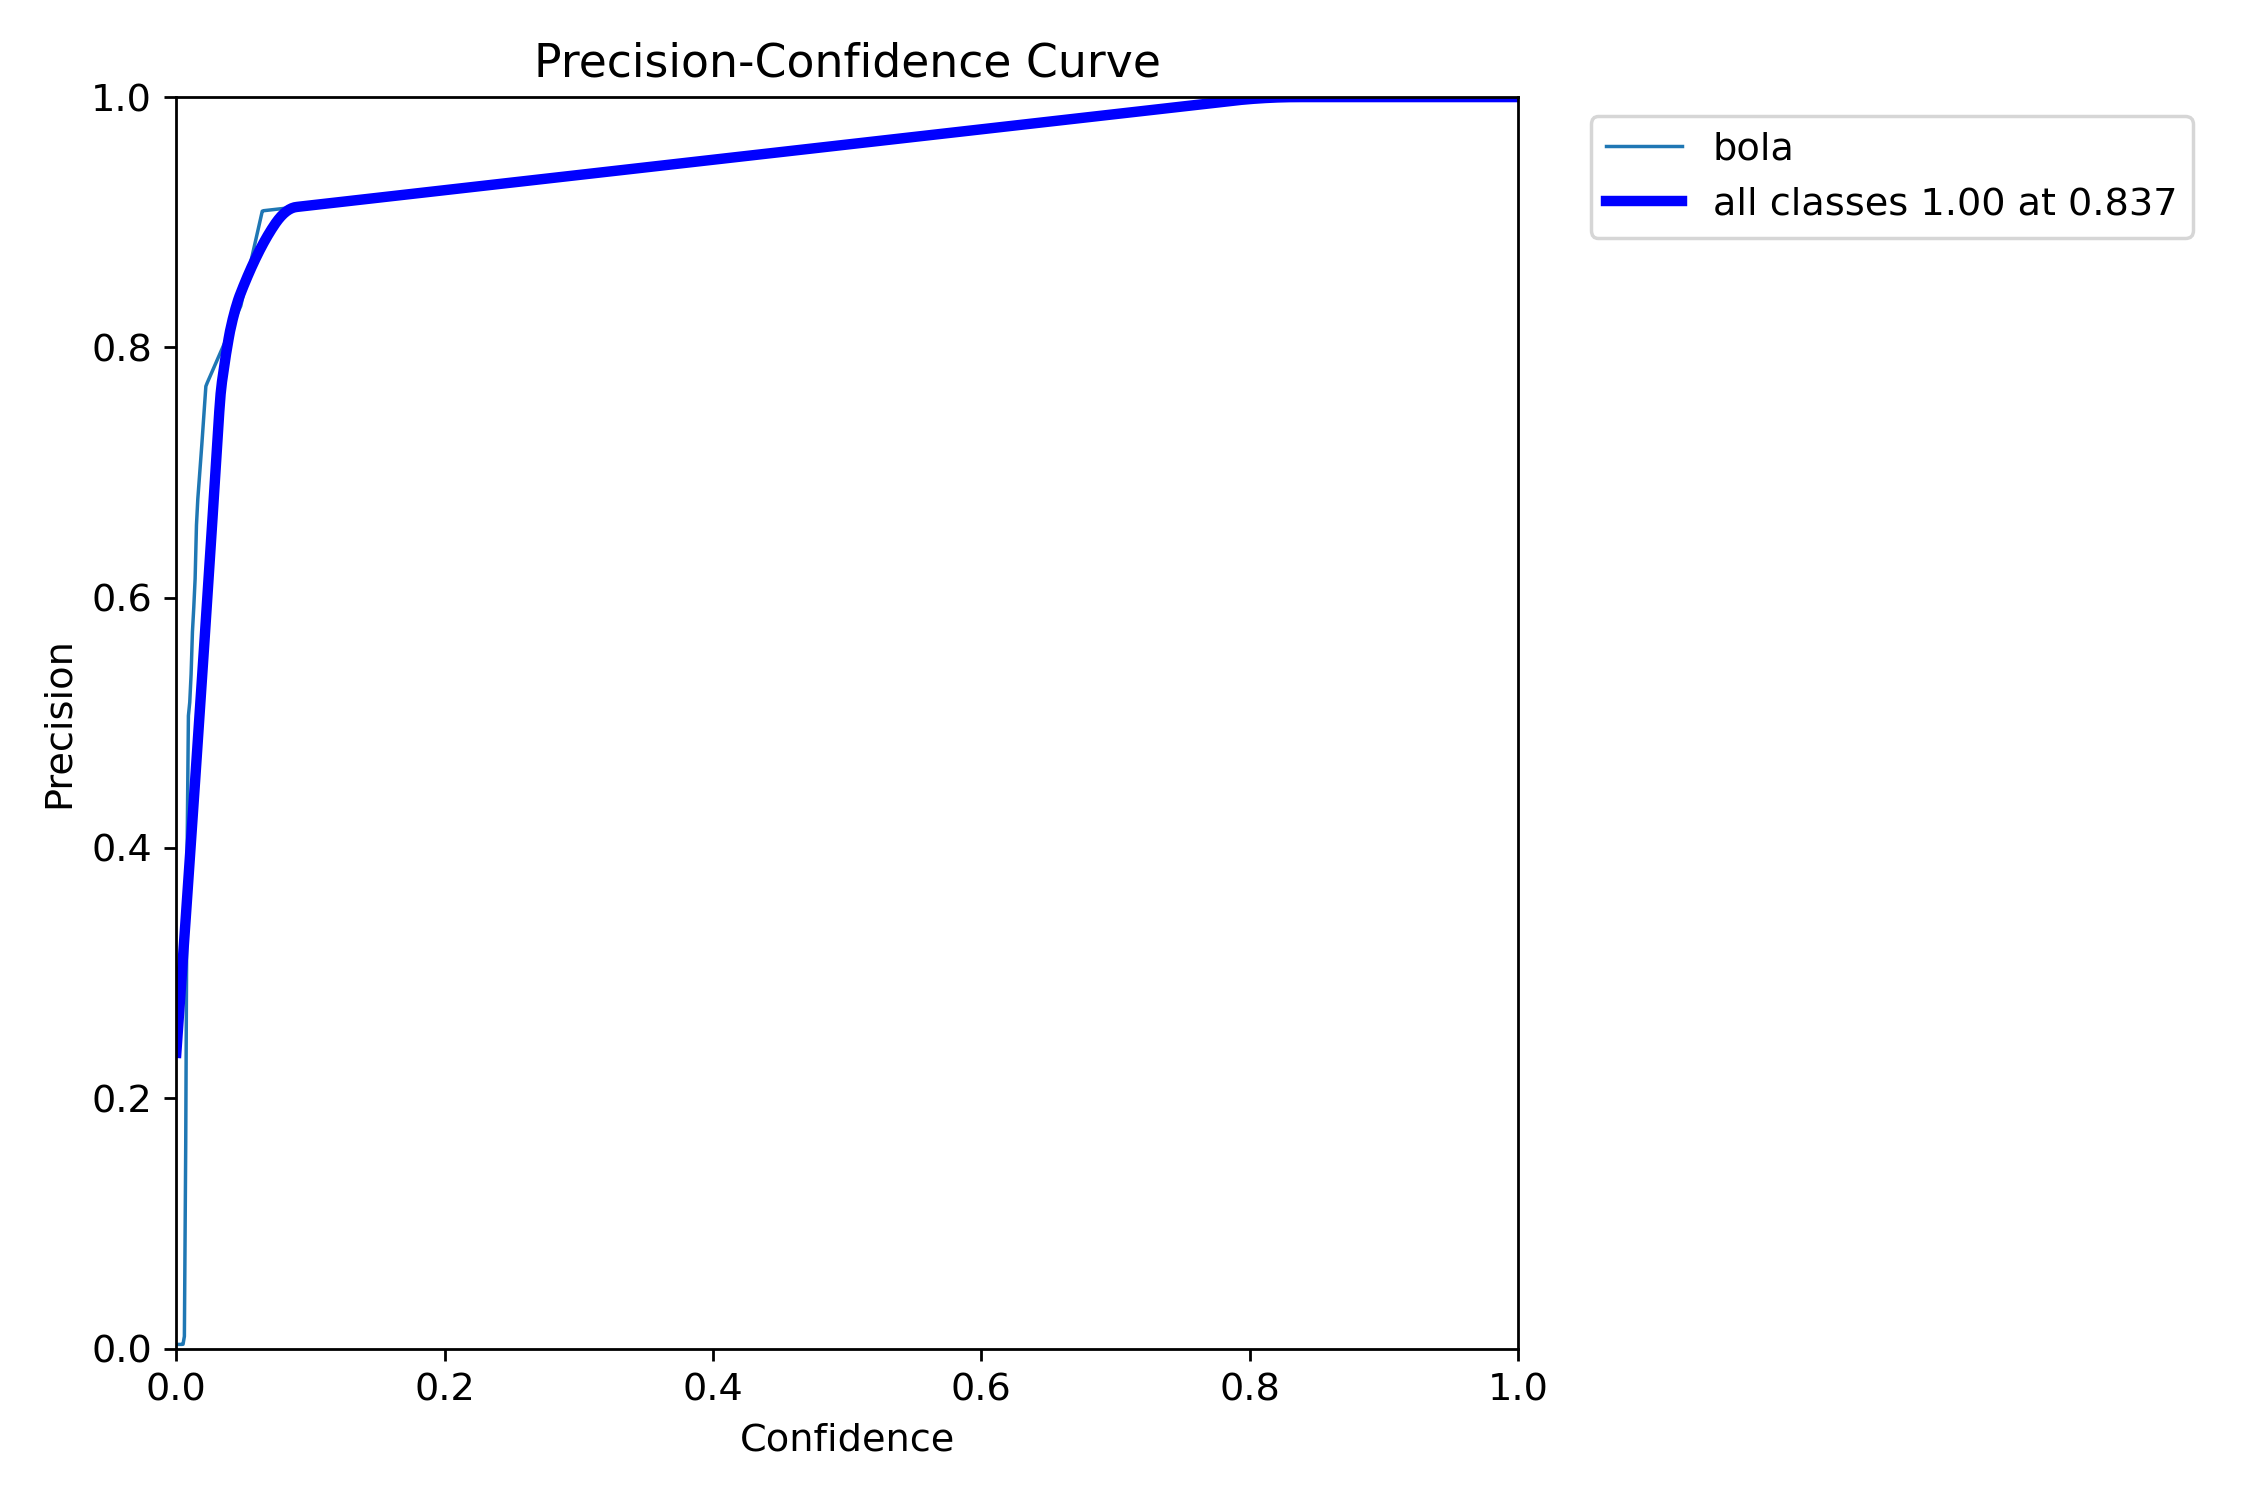 Precision-Confidence Curve
1.0
0.8
0.6
0.4
0.2
0.0
Precision
0.0 0.2 0.4 0.6 0.8 1.0
Confidence
bola
all classes 1.00 at 0.837